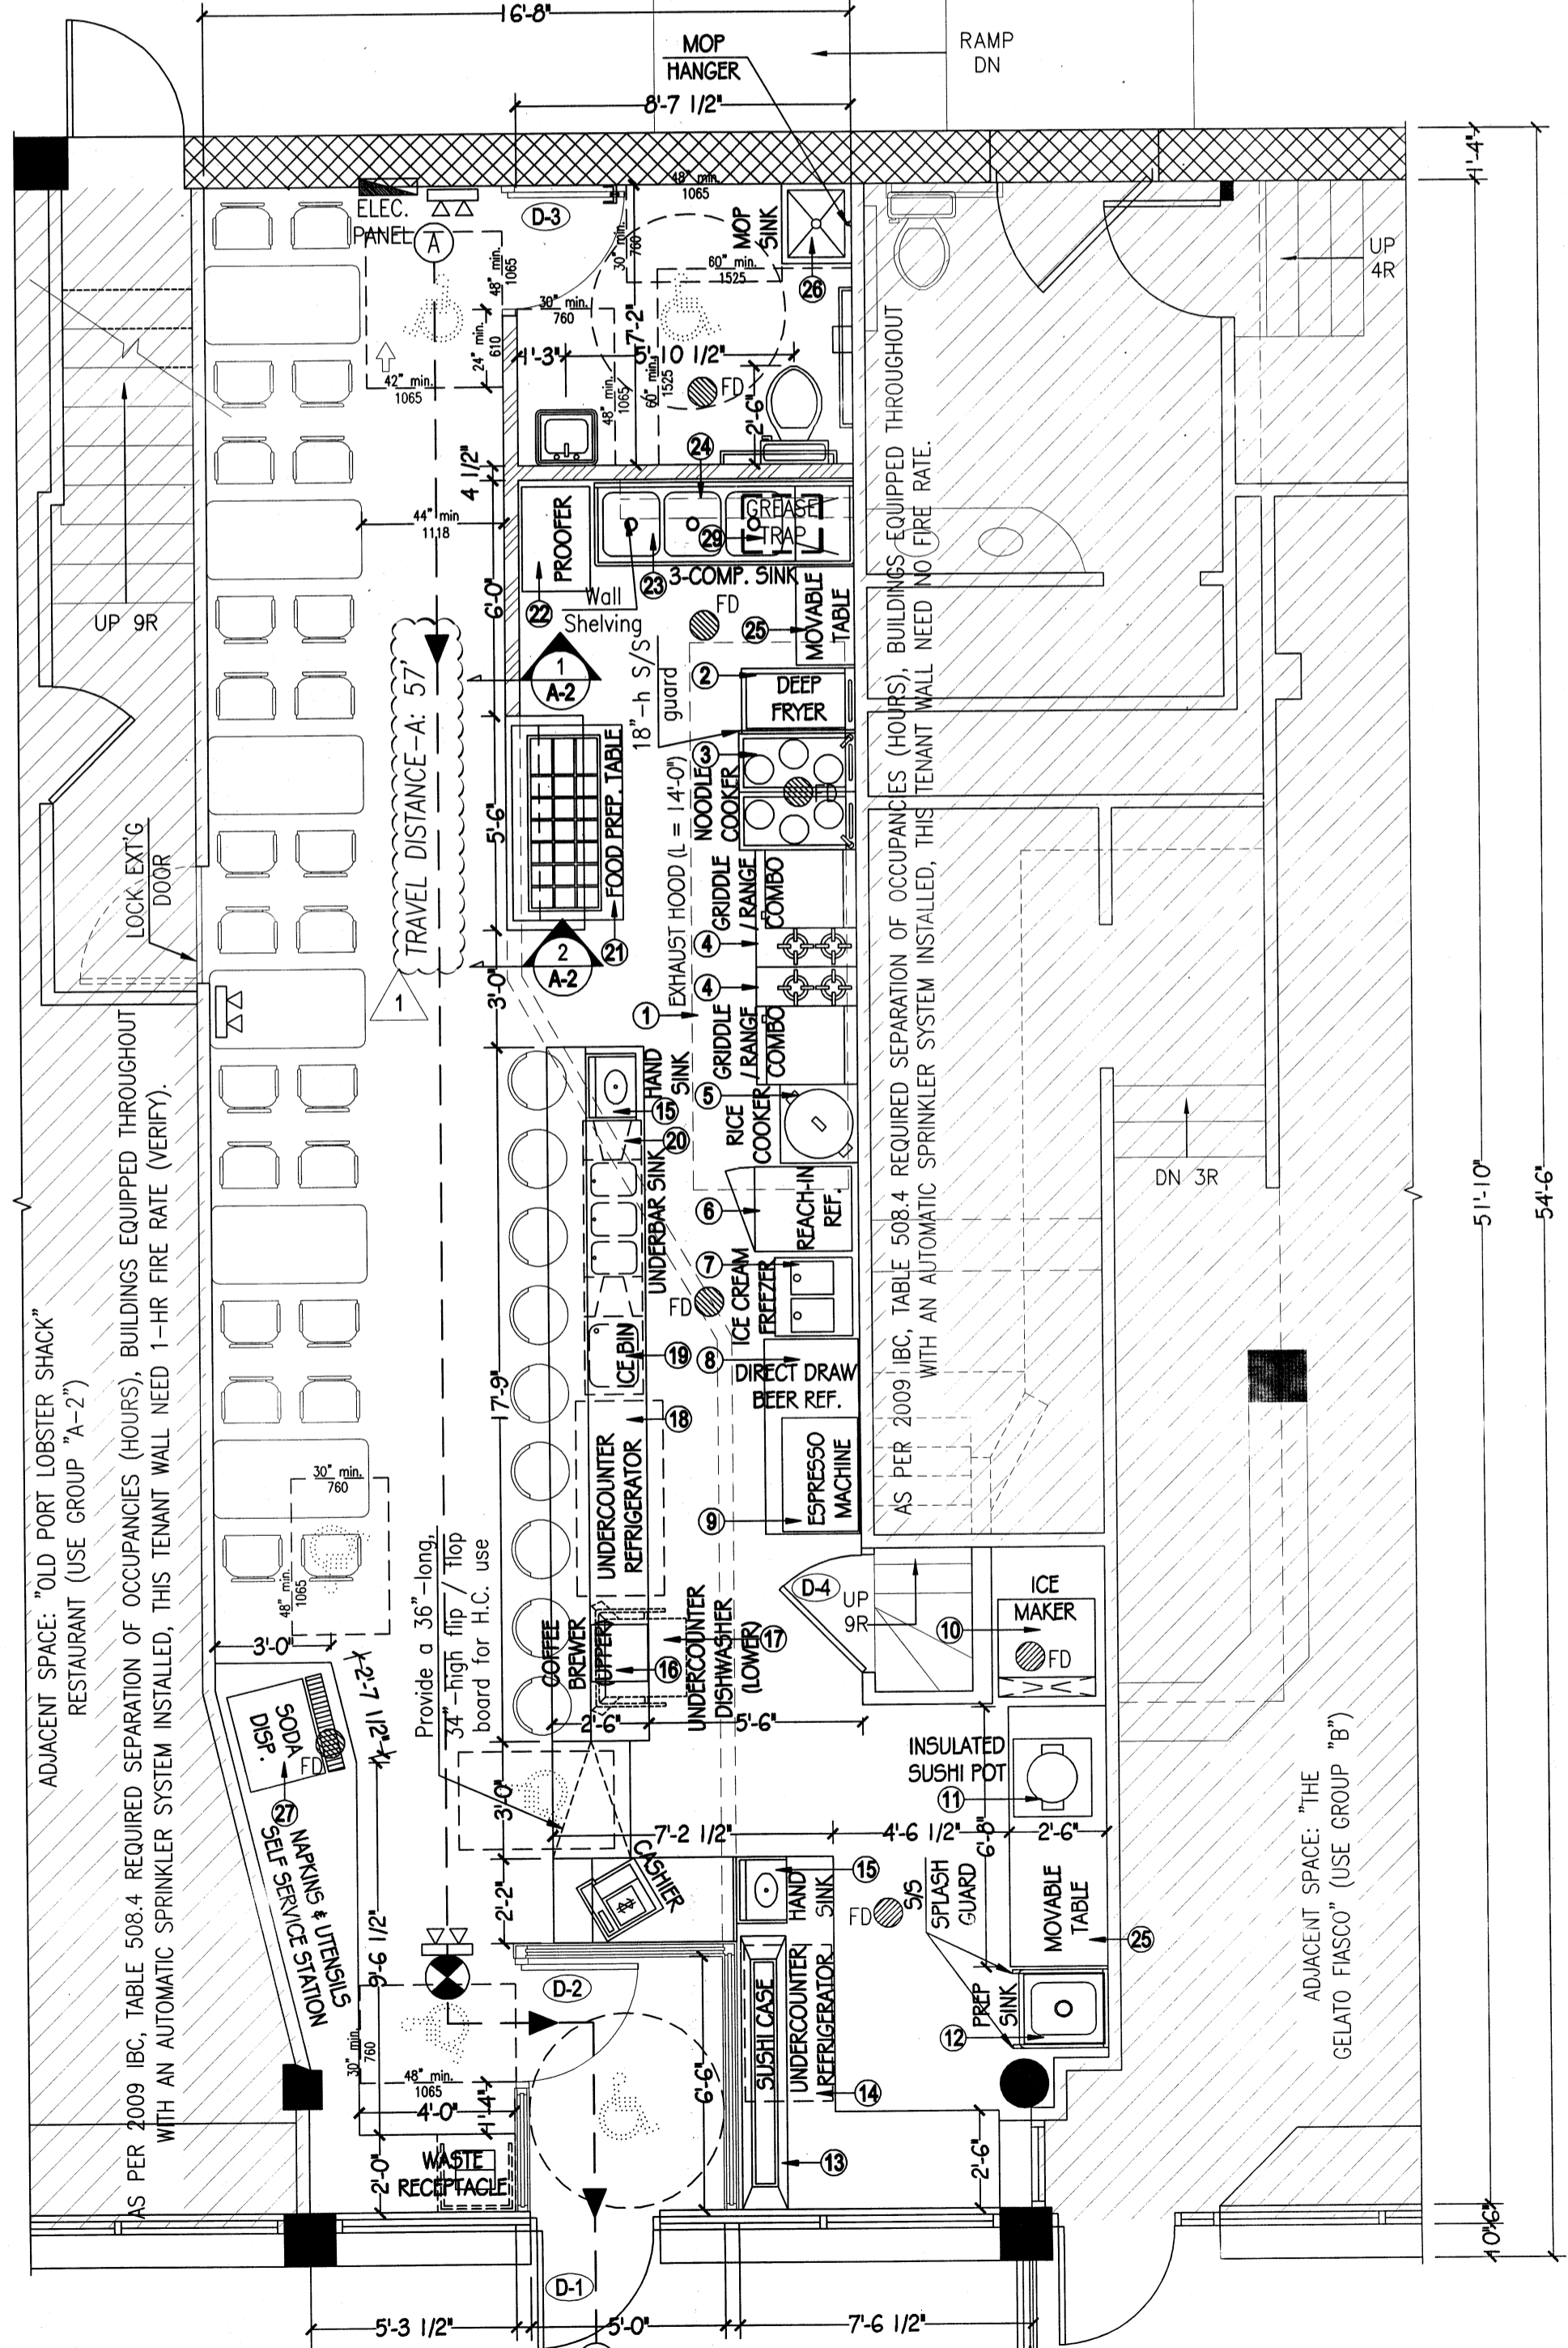 16'-8"
MOP
HANGER
RAMP
DN
8'-7 1/2"
1'-4"
48" min.
1065
ELEC.
PANEL
A
D-3
MOP
SINK
30" min.
760
60" min.
1525
26
UP
4R
48" min.
1065
30" min.
760
7'-2"
24" min.
610
1'-3"
5'-10 1/2"
42" min.
1065
48" min.
1065
60" min.
1525
FD
2'-6"
24
4 1/2"
44" min
1118
PROOFER
GREASE
TRAP
29
23
3-COMP. SINK
22
Wall
Shelving
FD
6'-0"
25
MOVABLE
TABLE
UP 9R
1
A-2
18"-h S/S
guard
2
DEEP
FRYER
3
NOODLE
COOKER
FD
TRAVEL DISTANCE-A: 57'
5'-6"
FOOD PREP. TABLE
21
EXHAUST HOOD (L = 14'-0")
1
GRIDDLE
/ RANGE
COMBO
4
4
GRIDDLE
/ RANGE
COMBO
LOCK EXT'G
DOOR
2
A-2
3'-0"
1
HAND
SINK
15
5
RICE
COOKER
20
UNDERBAR SINK
6
REACH-IN
REF.
7
ICE CREAM
FREEZER
FD
DN 3R
51'-10"
54'-6"
ICE BIN
19
8
DIRECT DRAW
BEER REF.
17'-9"
18
UNDERCOUNTER
REFRIGERATOR
ESPRESSO
MACHINE
9
30" min.
760
48" min.
1065
Provide a 36"-long,
34"-high flip / flop
board for H.C. use
COFFEE
BREWER
(UPPER)
16
17
UNDERCOUNTER
DISHWASHER
(LOWER)
D-4
UP
9R
ICE
MAKER
10
FD
3'-0"
2'-7 1/2"
2'-6"
5'-6"
SODA
DISP.
FD
27
INSULATED
SUSHI POT
11
3'-0"
7'-2 1/2"
4'-6 1/2"
2'-6"
6'-8"
NAPKINS & UTENSILS
SELF SERVICE STATION
9'-6 1/2"
2'-2"
CASHIER
15
HAND
SINK
FD
S/S
SPLASH
GUARD
MOVABLE
TABLE
25
D-2
PREP
SINK
12
30" min.
760
48" min.
1065
4'-0"
1'-4"
6'-6"
SUSHI CASE
UNDERCOUNTER
REFRIGERATOR
14
13
2'-6"
2'-0"
WASTE
RECEPTACLE
10"
6"
D-1
5'-3 1/2"
5'-0"
7'-6 1/2"
ADJACENT SPACE: "OLD PORT LOBSTER SHACK"
RESTAURANT (USE GROUP "A-2")
AS PER 2009 IBC, TABLE 508.4 REQUIRED SEPARATION OF OCCUPANCIES (HOURS), BUILDINGS EQUIPPED THROUGHOUT
WITH AN AUTOMATIC SPRINKLER SYSTEM INSTALLED, THIS TENANT WALL NEED 1-HR FIRE RATE (VERIFY).
AS PER 2009 IBC, TABLE 508.4 REQUIRED SEPARATION OF OCCUPANCIES (HOURS), BUILDINGS EQUIPPED THROUGHOUT
WITH AN AUTOMATIC SPRINKLER SYSTEM INSTALLED, THIS TENANT WALL NEED NO FIRE RATE.
ADJACENT SPACE: "THE
GELATO FIASCO" (USE GROUP "B")